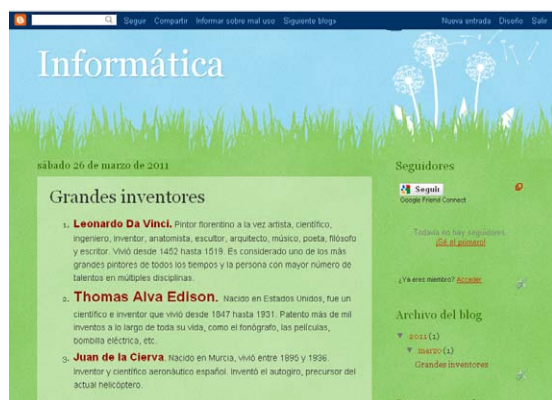 Seguir Compartir Informar sobre mal uso Siguiente blog» Nueva entrada Diseño Salir
Informática
sábado 26 de marzo de 2011
Grandes inventores
1. Leonardo Da Vinci. Pintor florentino a la vez artista, científico,
ingeniero, inventor, anatomista, escultor, arquitecto, músico, poeta, filósofo
y escritor. Vivió desde 1452 hasta 1519. Es considerado uno de los más
grandes pintores de todos los tiempos y la persona con mayor número de
talentos en múltiples disciplinas.
2. Thomas Alva Edison. Nacido en Estados Unidos, fue un
científico e inventor que vivió desde 1847 hasta 1931. Patento más de mil
inventos a lo largo de toda su vida, como el fonógrafo, las películas,
bombilla eléctrica, etc.
3. Juan de la Cierva. Nacido en Murcia, vivió entre 1895 y 1936.
Inventor y científico aeronáutico español. Inventó el autogiro, precursor del
actual helicóptero.
Seguidores
Seguir
Google Friend Connect
Todavía no hay seguidores.
¡Sé el primero!
¿Ya eres miembro? Acceder
Archivo del blog
▼ 2011 (1)
▼ marzo (1)
Grandes inventores